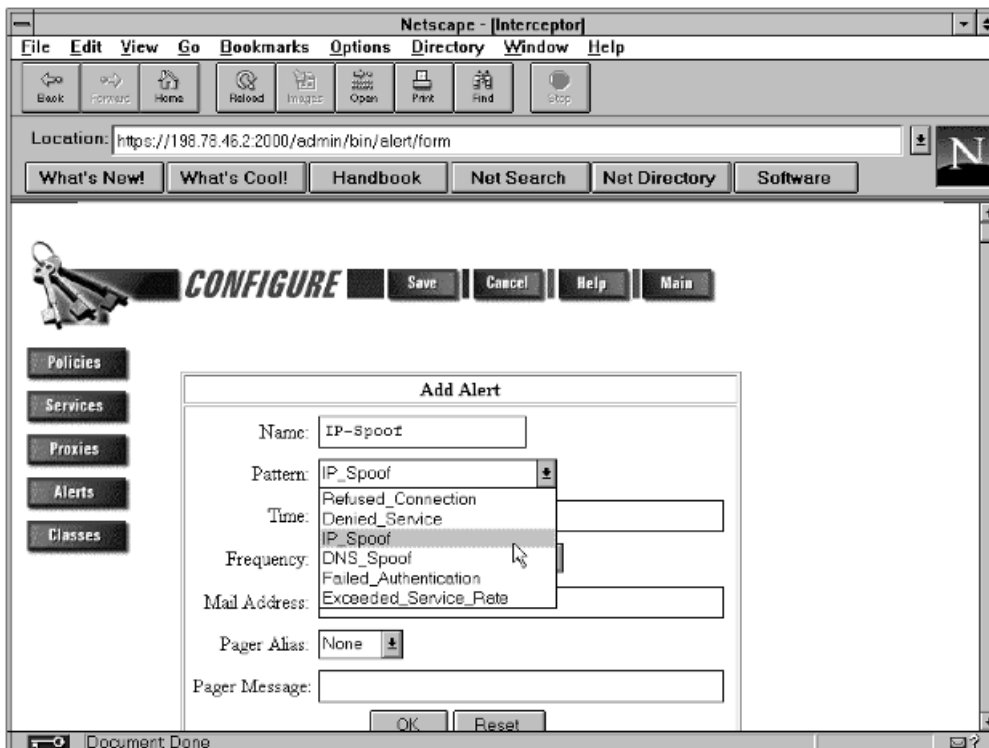 Netscape - [Interceptor]
File Edit View Go Bookmarks Options Directory Window Help
Back Forward Home Reload Images Open Print Find Stop
Location: https://198.78.46.2:2000/admin/bin/alert/form
N
What's New! What's Cool! Handbook Net Search Net Directory Software
CONFIGURE Save Cancel Help Main
Policies
Services
Proxies
Alerts
Classes
Add Alert
Name: IP-Spoof
Pattern: IP_Spoof
Refused_Connection
Time:
Denied_Service
IP_Spoof
Frequency:
DNS_Spoof
Failed_Authentication
Mail Address:
Exceeded_Service_Rate
Pager Alias: None
Pager Message:
OK Reset
Document Done
?